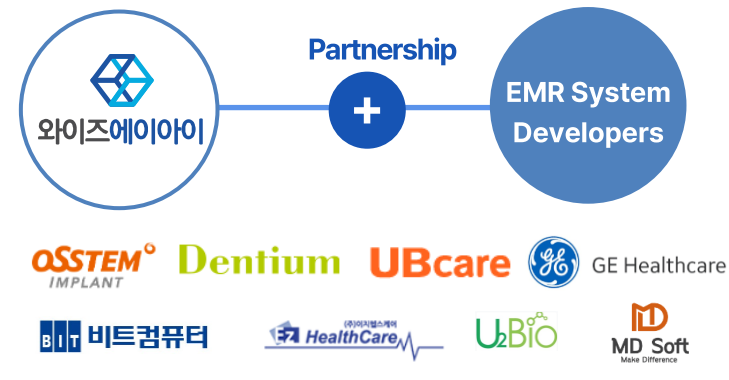 Partnership
+
와이즈에이아이
EMR System
Developers
OSSTEM
IMPLANT
Dentium
UBcare
GE
GE Healthcare
BIT 비트컴퓨터
(주)이지헬스케어
EZ HealthCare
U2Bio
MD Soft
Make Difference